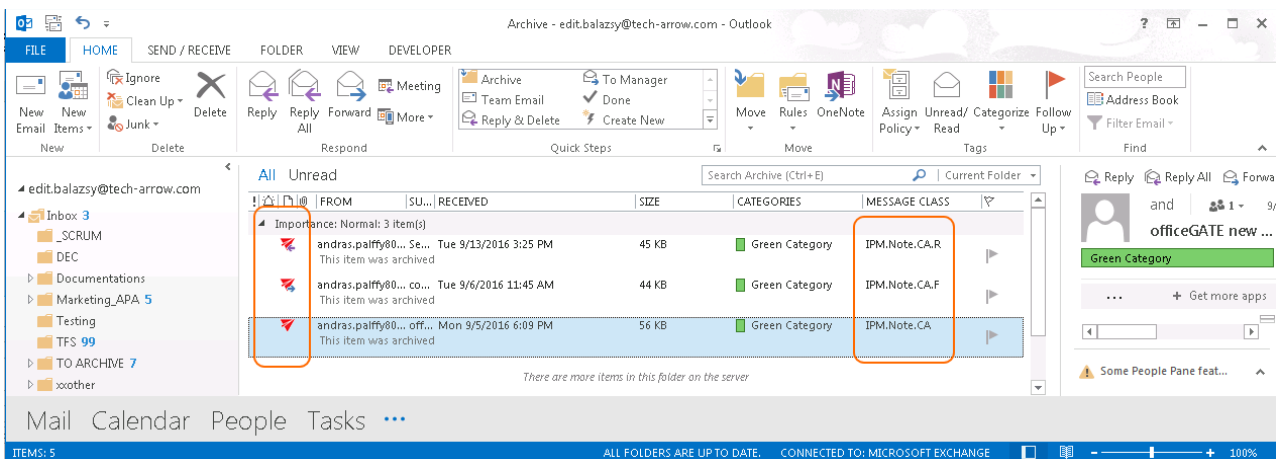 Archive - edit.balazsy@tech-arrow.com - Outlook
FILE HOME SEND / RECEIVE FOLDER VIEW DEVELOPER
New Email
New Items
Ignore
Clean Up
Junk
Delete
Reply
Reply All
Forward
Meeting
More
Archive
Team Email
Reply & Delete
To Manager
Done
Create New
Move
Rules
OneNote
Assign Policy
Unread/ Read
Categorize
Follow Up
Search People
Address Book
Filter Email
New Delete Respond Quick Steps Move Tags Find
edit.balazsy@tech-arrow.com
Inbox 3
_SCRUM
DEC
Documentations
Marketing_APA 5
Testing
TFS 99
TO ARCHIVE 7
xxother
All Unread
Search Archive (Ctrl+E) Current Folder
! FROM SU... RECEIVED SIZE CATEGORIES MESSAGE CLASS
Importance: Normal: 3 item(s)
andras.palffy80... Se... Tue 9/13/2016 3:25 PM 45 KB Green Category IPM.Note.CA.R
This item was archived
andras.palffy80... co... Tue 9/6/2016 11:45 AM 44 KB Green Category IPM.Note.CA.F
This item was archived
andras.palffy80... off... Mon 9/5/2016 6:09 PM 56 KB Green Category IPM.Note.CA
This item was archived
There are more items in this folder on the server
Reply Reply All Forwa
and 1 9/
officeGATE new ...
Green Category
... + Get more apps
Some People Pane feat...
Mail Calendar People Tasks ...
ITEMS: 5 ALL FOLDERS ARE UP TO DATE. CONNECTED TO: MICROSOFT EXCHANGE 100%